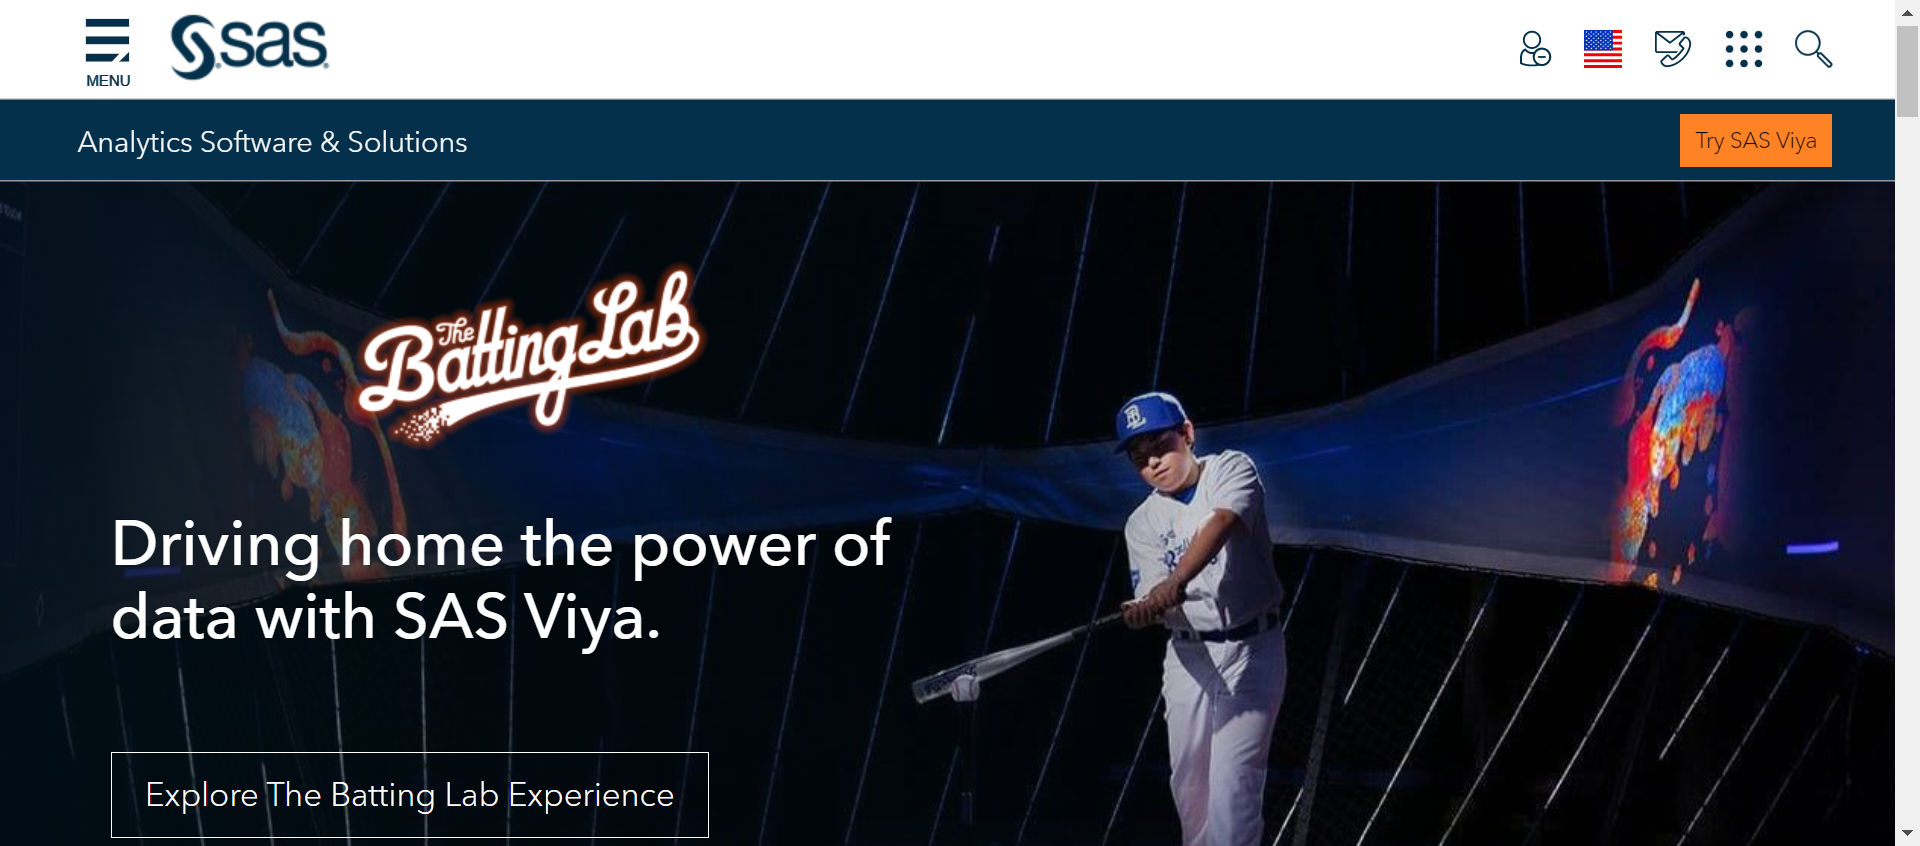 MENU
sas
Analytics Software & Solutions
Try SAS Viya
The
Batting Lab
Driving home the power of
data with SAS Viya.
Explore The Batting Lab Experience